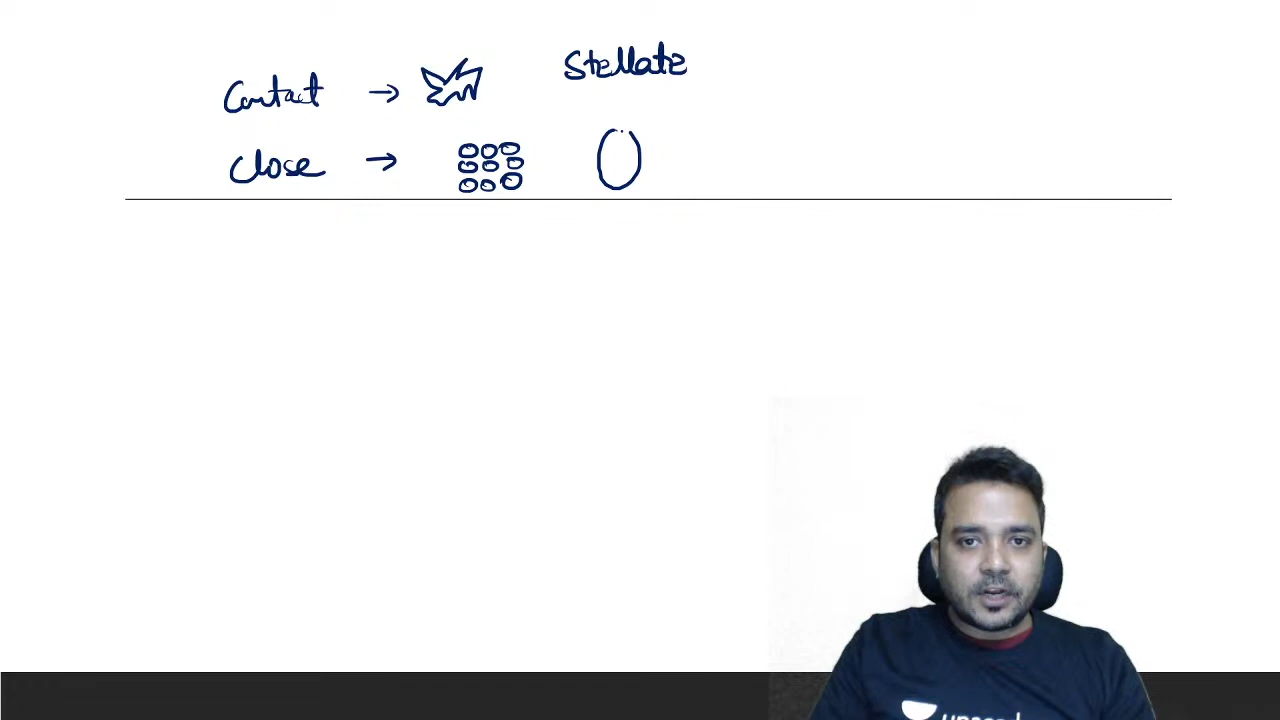 Stellate
Contact →
Close →